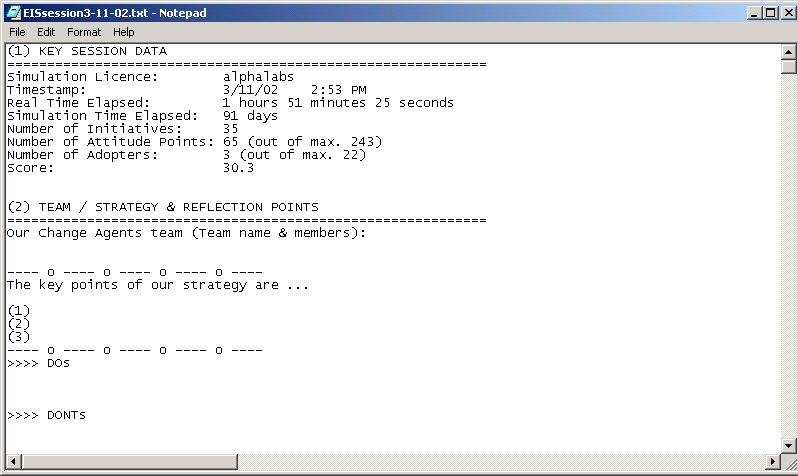 EISsession3-11-02.txt - Notepad
File Edit Format Help
(1) KEY SESSION DATA
============================================================
Simulation Licence: alphalabs
Timestamp: 3/11/02 2:53 PM
Real Time Elapsed: 1 hours 51 minutes 25 seconds
Simulation Time Elapsed: 91 days
Number of Initiatives: 35
Number of Attitude Points: 65 (out of max. 243)
Number of Adopters: 3 (out of max. 22)
Score: 30.3
(2) TEAM / STRATEGY & REFLECTION POINTS
============================================================
Our Change Agents team (Team name & members):
---- o ---- o ---- o ---- o ----
The key points of our strategy are ...
(1)
(2)
(3)
---- o ---- o ---- o ---- o ----
>>>> DOs
>>>> DONTs